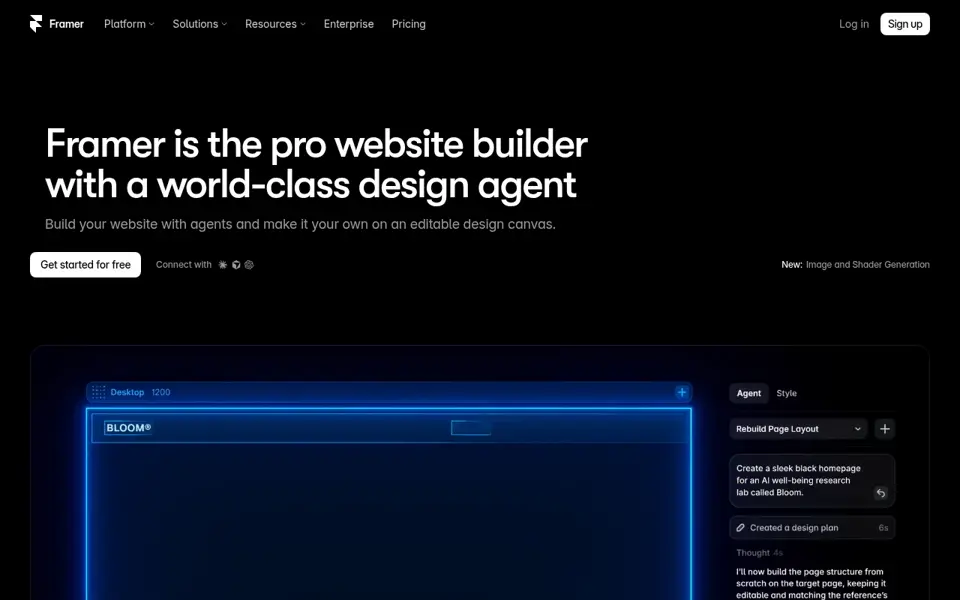 Framer
Platform
Solutions
Resources
Enterprise
Pricing
Log in
Sign up
Framer is the pro website builder
with a world-class design agent
Build your website with agents and make it your own on an editable design canvas.
Get started for free
Connect with
New: Image and Shader Generation
Desktop 1200
BLOOM®
Agent
Style
Rebuild Page Layout
Create a sleek black homepage
for an AI well-being research
lab called Bloom.
Created a design plan 6s
Thought 4s
I'll now build the page structure from
scratch on the target page, keeping it
editable and matching the reference's